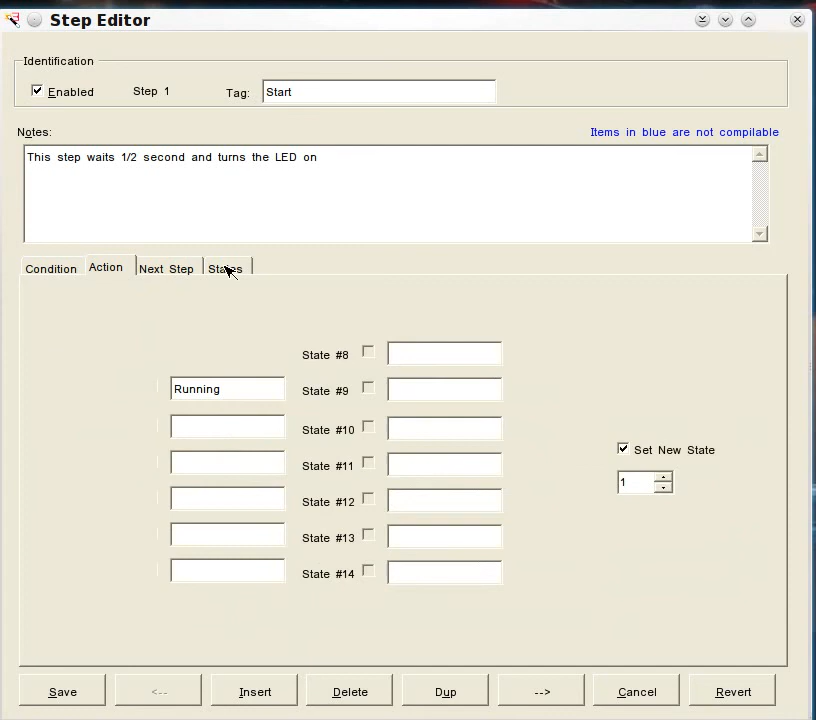 Step Editor
Identification
Enabled Step 1 Tag: Start
Notes: Items in blue are not compilable
This step waits 1/2 second and turns the LED on
Condition Action Next Step States
State #8
Running State #9
State #10
State #11
Set New State
State #12
1
State #13
State #14
Save <-- Insert Delete Dup --> Cancel Revert